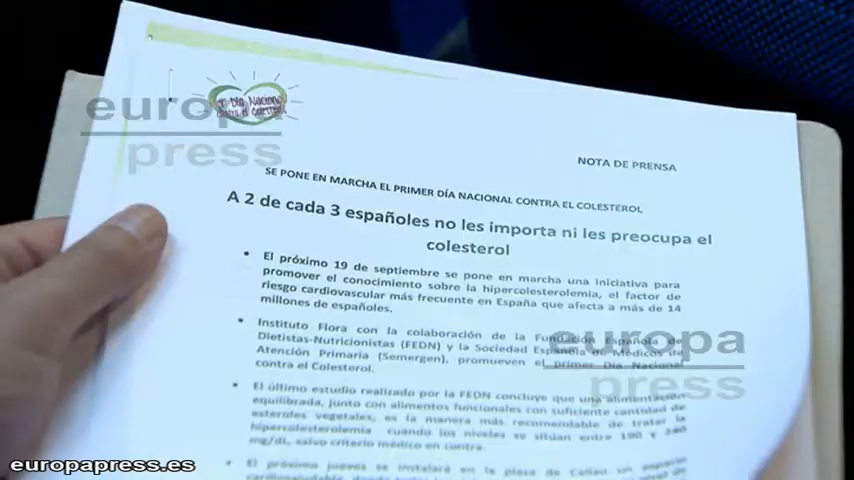 europa
press
1er Día Nacional
contra el Colesterol
NOTA DE PRENSA
SE PONE EN MARCHA EL PRIMER DÍA NACIONAL CONTRA EL COLESTEROL
A 2 de cada 3 españoles no les importa ni les preocupa el
colesterol
• El próximo 19 de septiembre se pone en marcha una iniciativa para
promover el conocimiento sobre la hipercolesterolemia, el factor de
riesgo cardiovascular más frecuente en España que afecta a más de 14
millones de españoles.
• Instituto Flora con la colaboración de la Fundación Española de
Dietistas-Nutricionistas (FEDN) y la Sociedad Española de Médicos de
Atención Primaria (Semergen), promueven el primer Día Nacional
contra el Colesterol.
europa
press
• El último estudio realizado por la FEDN concluye que una alimentación
equilibrada, junto con alimentos funcionales con suficiente cantidad de
esteroles vegetales, es la manera más recomendable de tratar la
hipercolesterolemia cuando los niveles se sitúan entre 190 y 240
mg/dL, salvo criterio médico en contra.
• El próximo jueves se instalará en la plaza de Callao un espacio
europapress.es